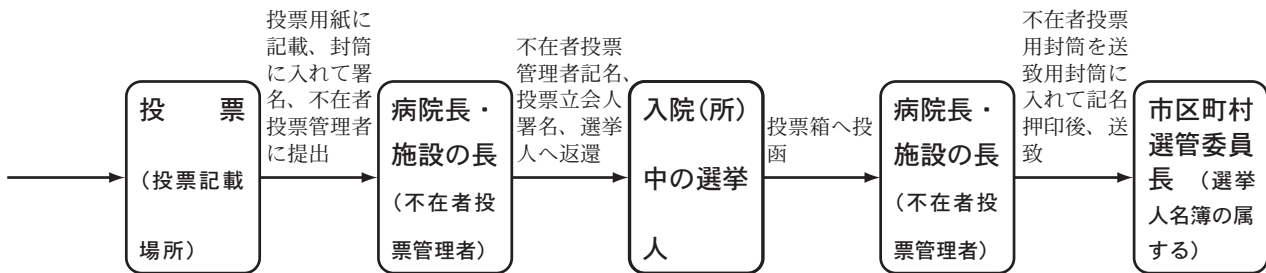 投票
（投票記載
場所）
投票用紙に
記載、封筒
に入れて署
名、不在者
投票管理者
に提出
病院長・
施設の長
（不在者投
票管理者）
不在者投票
管理者記名、
投票立会人
署名、選挙
人へ返還
入院（所）
中の選挙
人
投票箱へ投
函
病院長・
施設の長
（不在者投
票管理者）
不在者投票
用封筒を送
致用封筒に
入れて記名
押印後、送
致
市区町村
選管委員
長（選挙
人名簿の属
する）